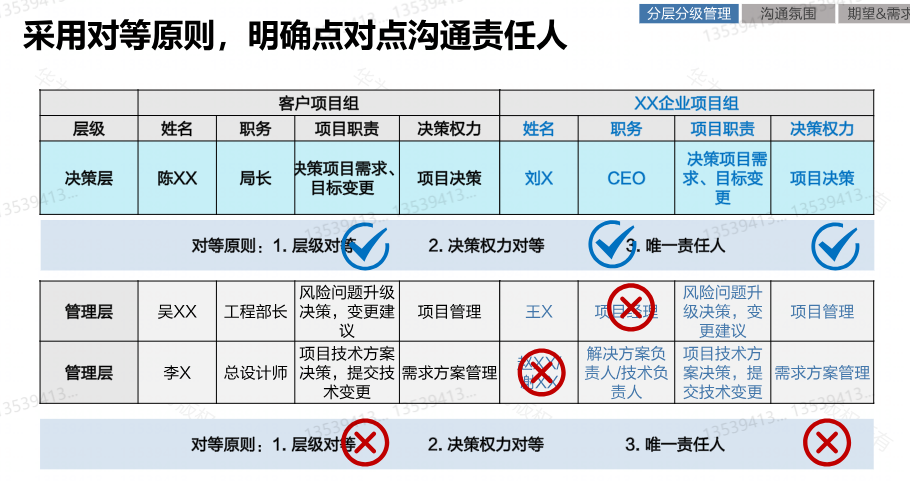 分层分级管理 沟通氛围 期望&需求
采用对等原则，明确点对点沟通责任人
客户项目组 XX企业项目组
层级 姓名 职务 项目职责 决策权力 姓名 职务 项目职责 决策权力
决策层 陈XX 局长 决策项目需求、目标变更 项目决策 刘X CEO 决策项目需求、目标变更 项目决策
对等原则：1. 层级对等 2. 决策权力对等 3. 唯一责任人
管理层 吴XX 工程部长 风险问题升级决策，变更建议 项目管理 王X 项目经理 风险问题升级决策，变更建议 项目管理
管理层 李X 总设计师 项目技术方案决策，提交技术变更 需求方案管理 赵XX/谢XX 解决方案负责人/技术负责人 项目技术方案决策，提交技术变更 需求方案管理
对等原则：1. 层级对等 2. 决策权力对等 3. 唯一责任人
13539413...